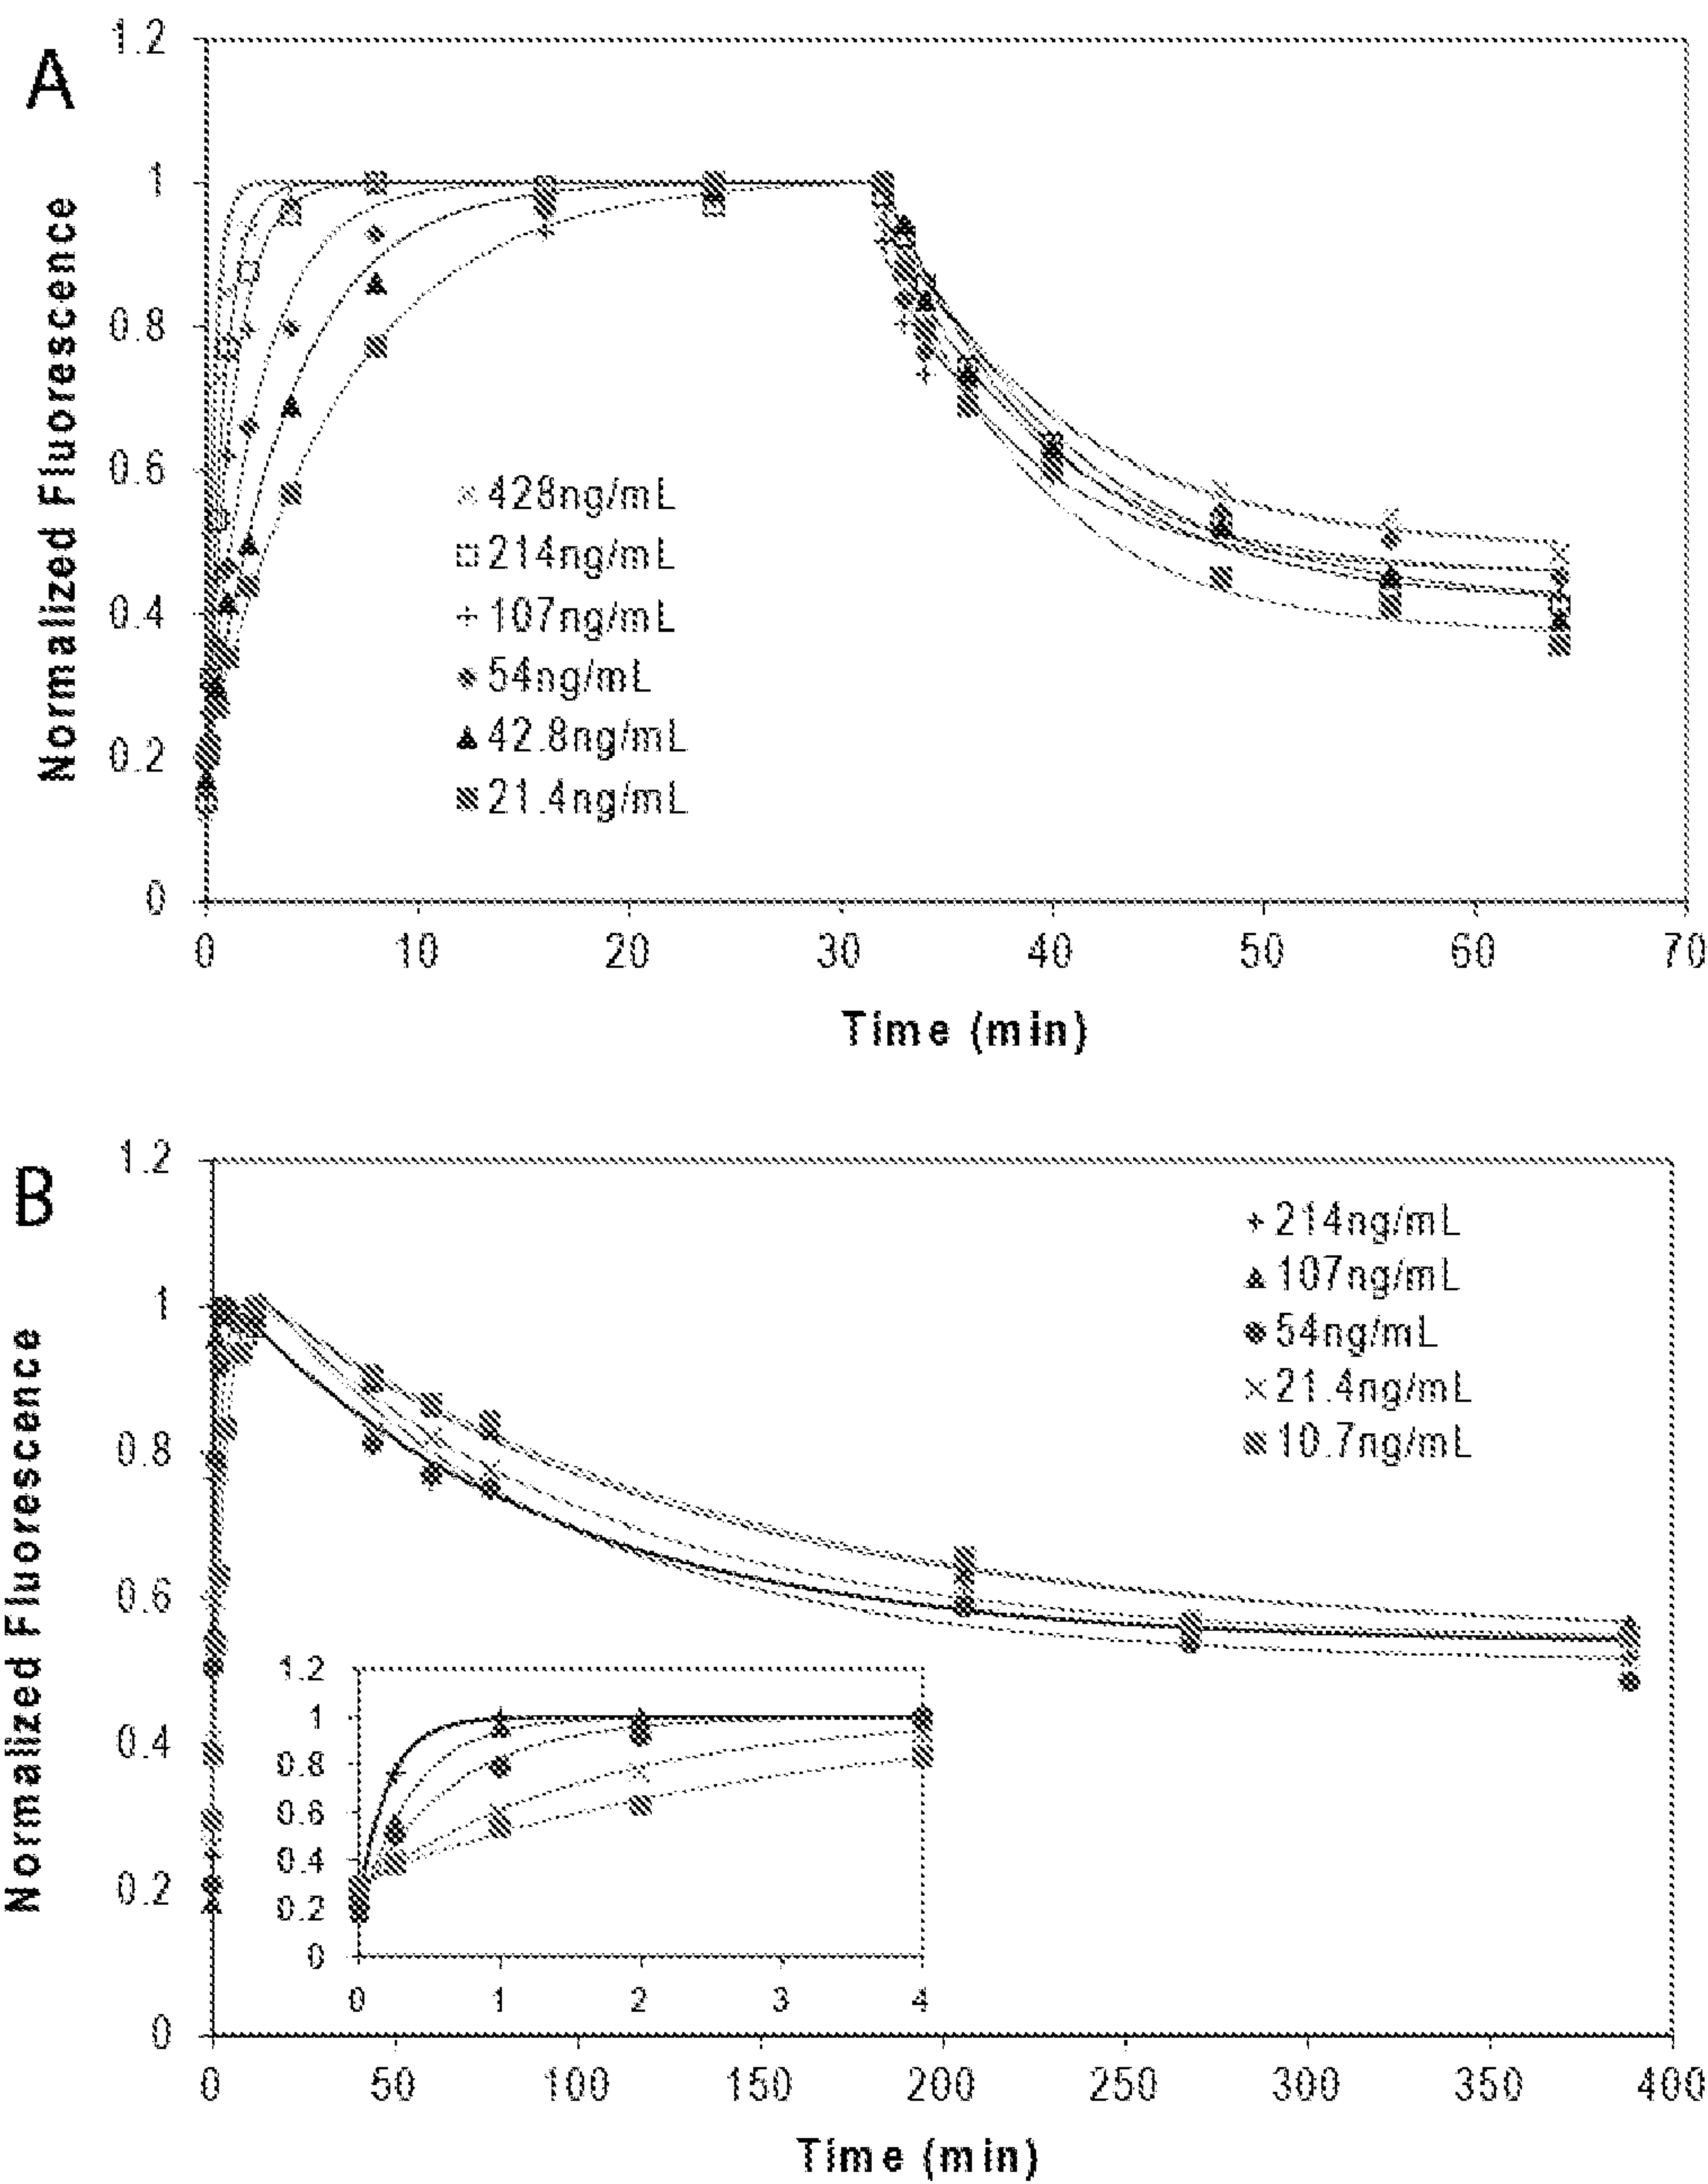 A
Normalized Fluorescence
1.2
1
0.8
0.6
0.4
0.2
0
428ng/mL
214ng/mL
107ng/mL
54ng/mL
42.8ng/mL
21.4ng/mL
0 10 20 30 40 50 60 70
Time (min)
B
Normalized Fluorescence
1.2
1
0.8
0.6
0.4
0.2
0
214ng/mL
107ng/mL
54ng/mL
21.4ng/mL
10.7ng/mL
1.2
1
0.8
0.6
0.4
0.2
0
0 1 2 3 4
0 50 100 150 200 250 300 350 400
Time (min)